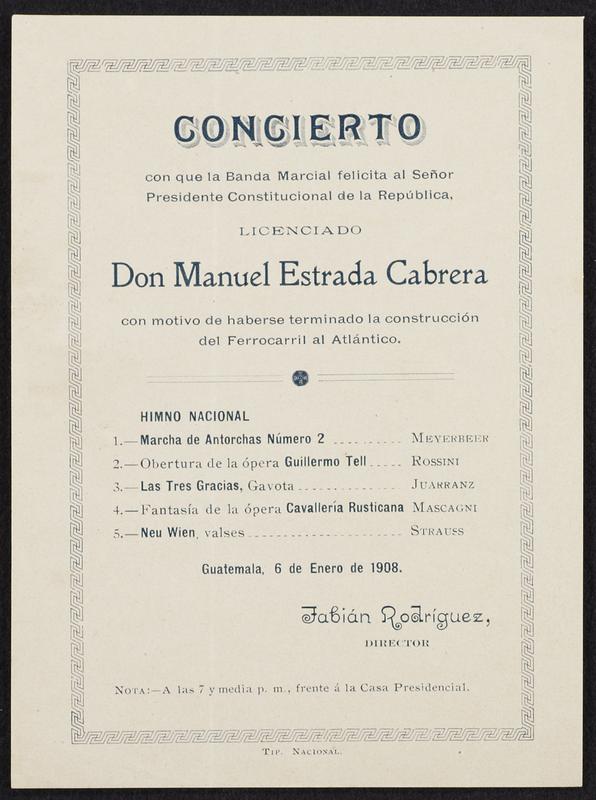 CONCIERTO
con que la Banda Marcial felicita al Señor
Presidente Constitucional de la República,
LICENCIADO
Don Manuel Estrada Cabrera
con motivo de haberse terminado la construcción
del Ferrocarril al Atlántico.
HIMNO NACIONAL
1.—Marcha de Antorchas Número 2 .......... MEYERBEER
2.—Obertura de la ópera Guillermo Tell ..... ROSSINI
3.—Las Tres Gracias, Gavota ............... JUARRANZ
4.—Fantasía de la ópera Cavallería Rusticana MASCAGNI
5.—Neu Wien, valses ...................... STRAUSS
Guatemala, 6 de Enero de 1908.
Fabián Rodríguez,
DIRECTOR
NOTA:—A las 7 y media p. m., frente á la Casa Presidencial.
TIP. NACIONAL.